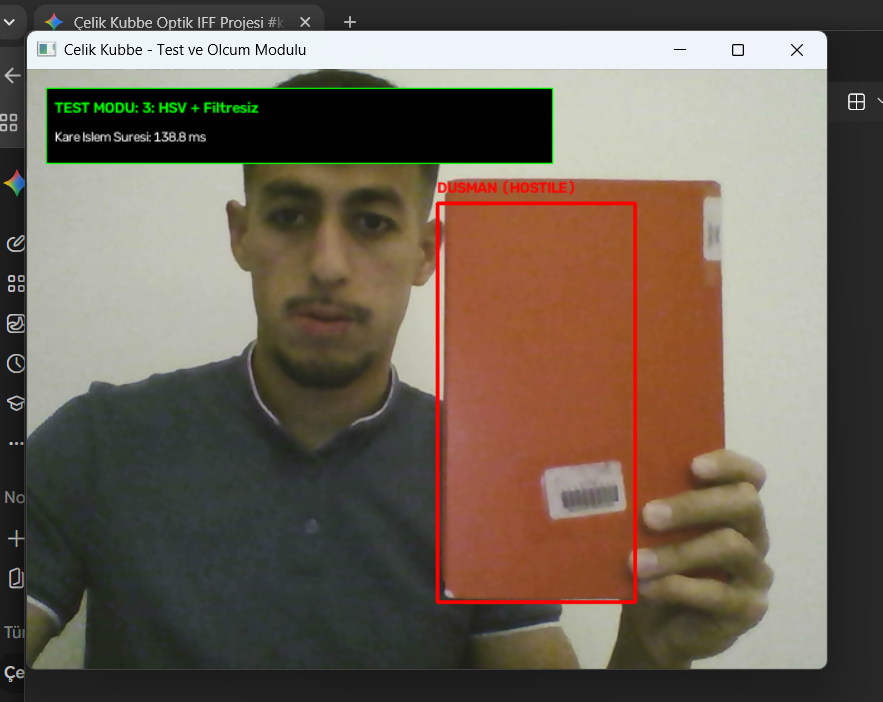 Çelik Kubbe Optik IFF Projesi #k
Celik Kubbe - Test ve Olcum Modulu
TEST MODU: 3: HSV + Filtresiz
Kare Islem Suresi: 138.8 ms
DUSMAN (HOSTILE)
No
Tür
Çe